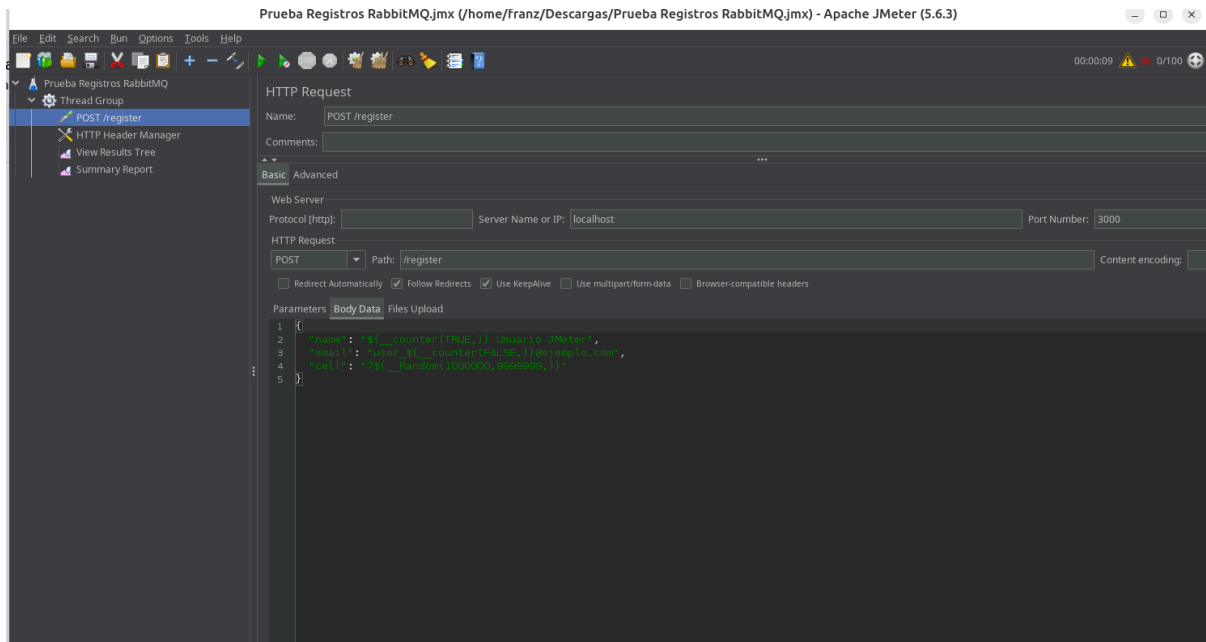 Prueba Registros RabbitMQ.jmx (/home/franz/Descargas/Prueba Registros RabbitMQ.jmx) - Apache JMeter (5.6.3)
File Edit Search Run Options Tools Help
00:00:09 0/100
Prueba Registros RabbitMQ
Thread Group
POST /register
HTTP Header Manager
View Results Tree
Summary Report
HTTP Request
Name: POST /register
Comments:
Basic Advanced
Web Server
Protocol [http]: Server Name or IP: localhost Port Number: 3000
HTTP Request
POST Path: /register Content encoding:
Redirect Automatically Follow Redirects Use KeepAlive Use multipart/form-data Browser-compatible headers
Parameters Body Data Files Upload
1 {
2 "name": "${__counter(TRUE,)} Usuario JMeter",
3 "email": "user_${__counter(FALSE,)}@ejemplo.com",
4 "cell": "7${__Random(1000000,9999999,)}"
5 }